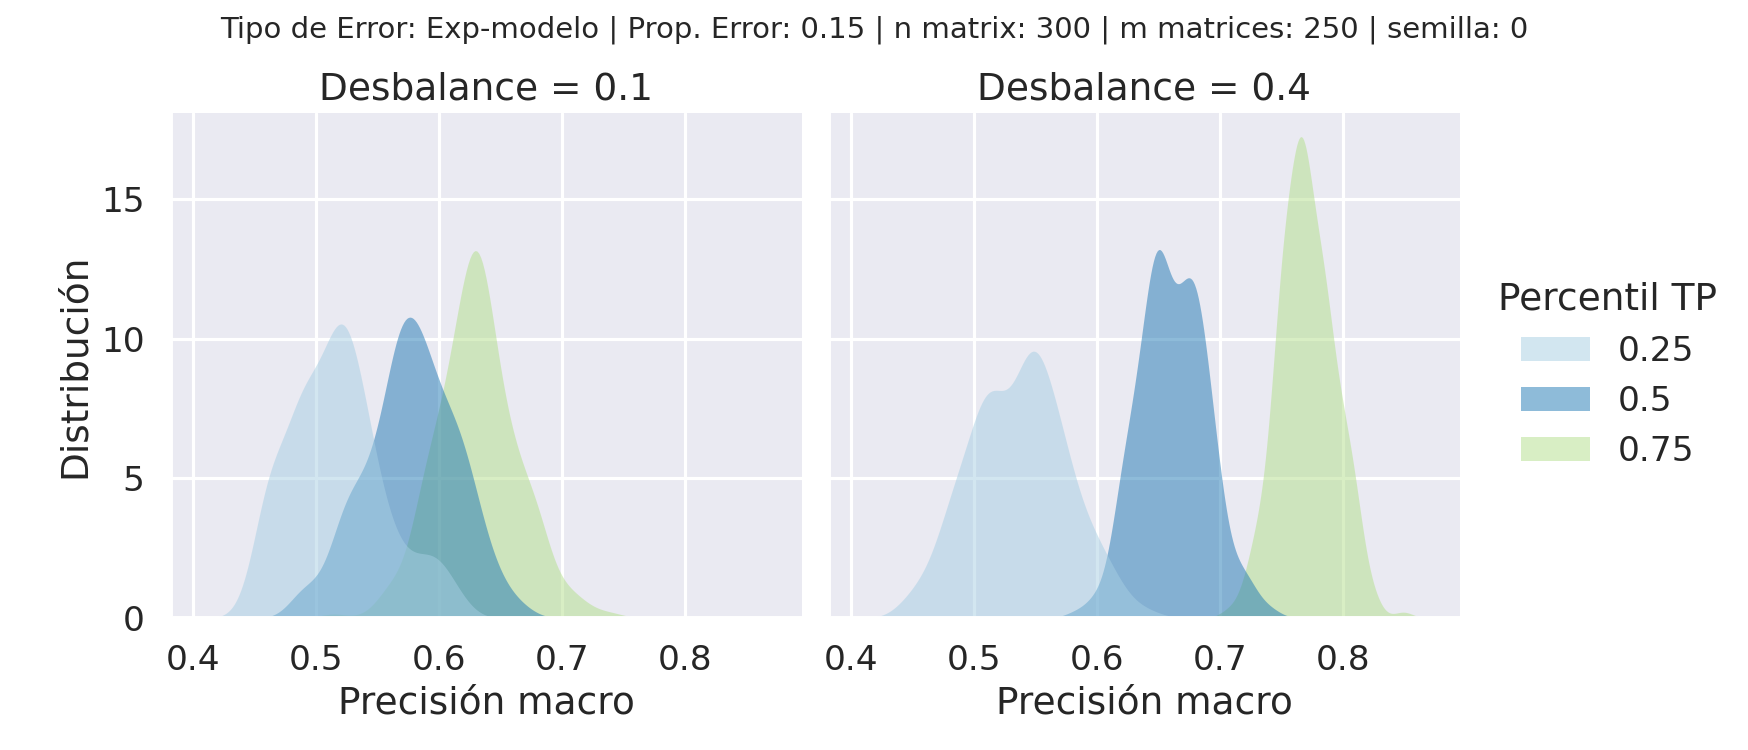 Tipo de Error: Exp-modelo | Prop. Error: 0.15 | n matrix: 300 | m matrices: 250 | semilla: 0
Desbalance = 0.1
Desbalance = 0.4
Distribución
15
10
5
0
0.4 0.5 0.6 0.7 0.8
0.4 0.5 0.6 0.7 0.8
Precisión macro
Precisión macro
Percentil TP
0.25
0.5
0.75